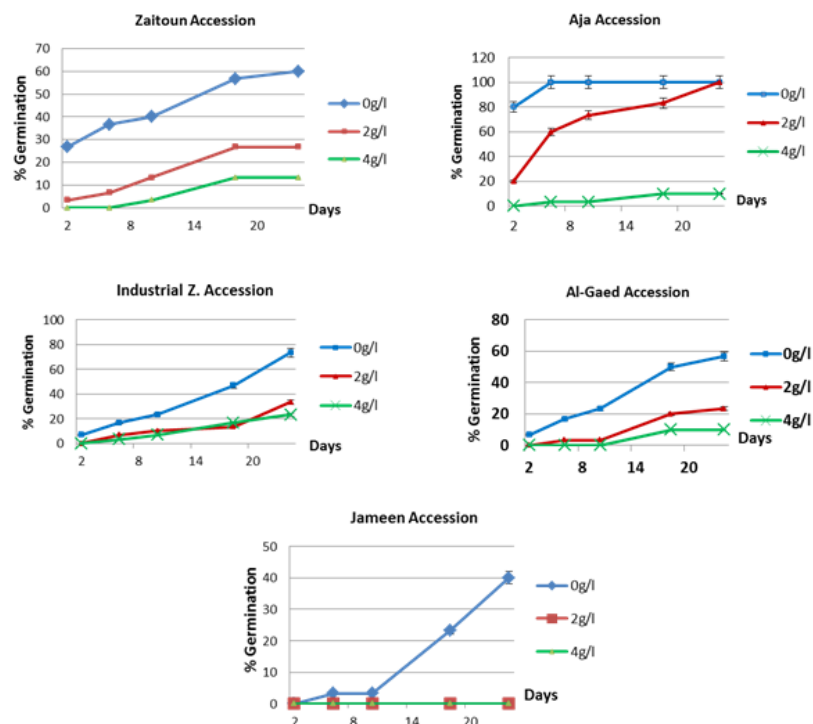 Zaitoun Accession
70
60
50
40
30
20
10
0
% Germination
2 8 14 20
Days
0g/l
2g/l
4g/l
Aja Accession
120
100
80
60
40
20
0
% Germination
2 8 14 20
Days
0g/l
2g/l
4g/l
Industrial Z. Accession
100
80
60
40
20
0
% Germination
2 8 14 20
Days
0g/l
2g/l
4g/l
Al-Gaed Accession
80
60
40
20
0
% Germination
2 8 14 20
Days
0g/l
2g/l
4g/l
Jameen Accession
50
40
30
20
10
0
% Germination
2 8 14 20
Days
0g/l
2g/l
4g/l